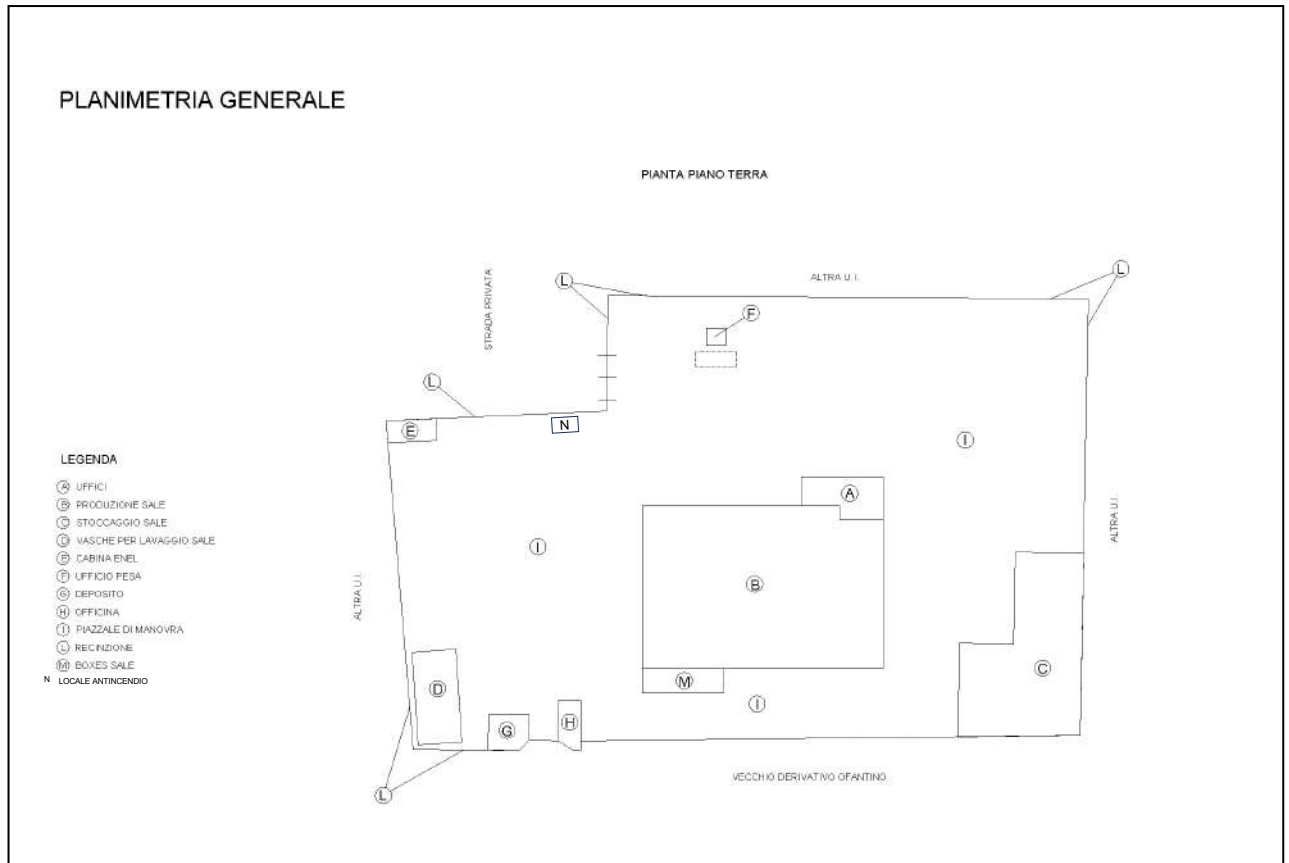 PLANIMETRIA GENERALE
PIANTA PIANO TERRA
STRADA PRIVATA
L
ALTRA U.I.
L
F
L
E
N
I
A
I
B
ALTRA U.I.
ALTRA U.I.
C
M
D
I
G
H
L
VECCHIO DERIVATIVO OFANTINO
LEGENDA
A UFFICI
B PRODUZIONE SALE
C STOCCAGGIO SALE
D VASCHE PER LAVAGGIO SALE
E CABINA ENEL
F UFFICIO PESA
G DEPOSITO
H OFFICINA
I PIAZZALE DI MANOVRA
L RECINZIONE
M BOXES SALE
N LOCALE ANTINCENDIO